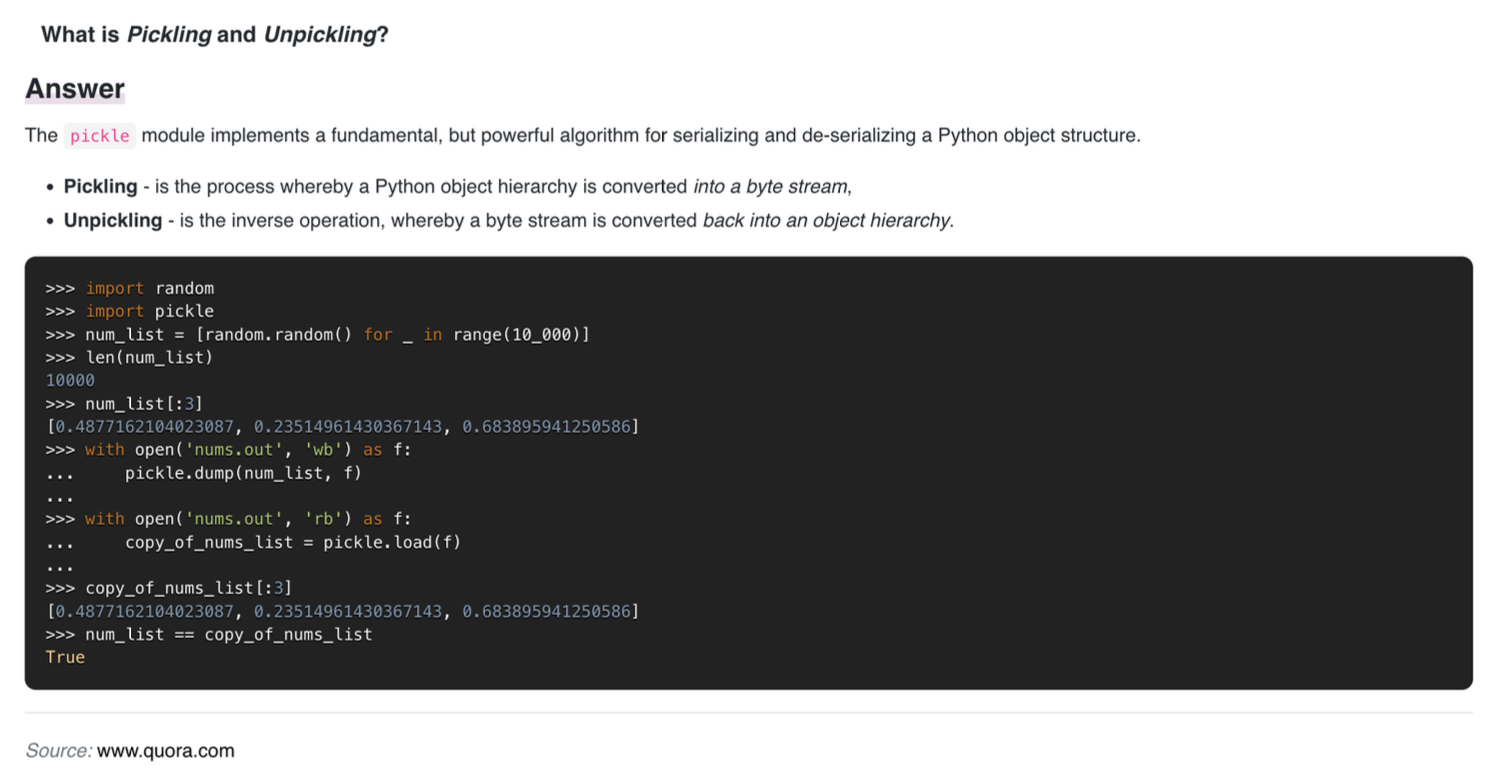 What is Pickling and Unpickling?
Answer
The pickle module implements a fundamental, but powerful algorithm for serializing and de-serializing a Python object structure.
• Pickling - is the process whereby a Python object hierarchy is converted into a byte stream,
• Unpickling - is the inverse operation, whereby a byte stream is converted back into an object hierarchy.
>>> import random
>>> import pickle
>>> num_list = [random.random() for _ in range(10_000)]
>>> len(num_list)
10000
>>> num_list[:3]
[0.4877162104023087, 0.23514961430367143, 0.683895941250586]
>>> with open('nums.out', 'wb') as f:
...     pickle.dump(num_list, f)
...
>>> with open('nums.out', 'rb') as f:
...     copy_of_nums_list = pickle.load(f)
...
>>> copy_of_nums_list[:3]
[0.4877162104023087, 0.23514961430367143, 0.683895941250586]
>>> num_list == copy_of_nums_list
True
Source: www.quora.com